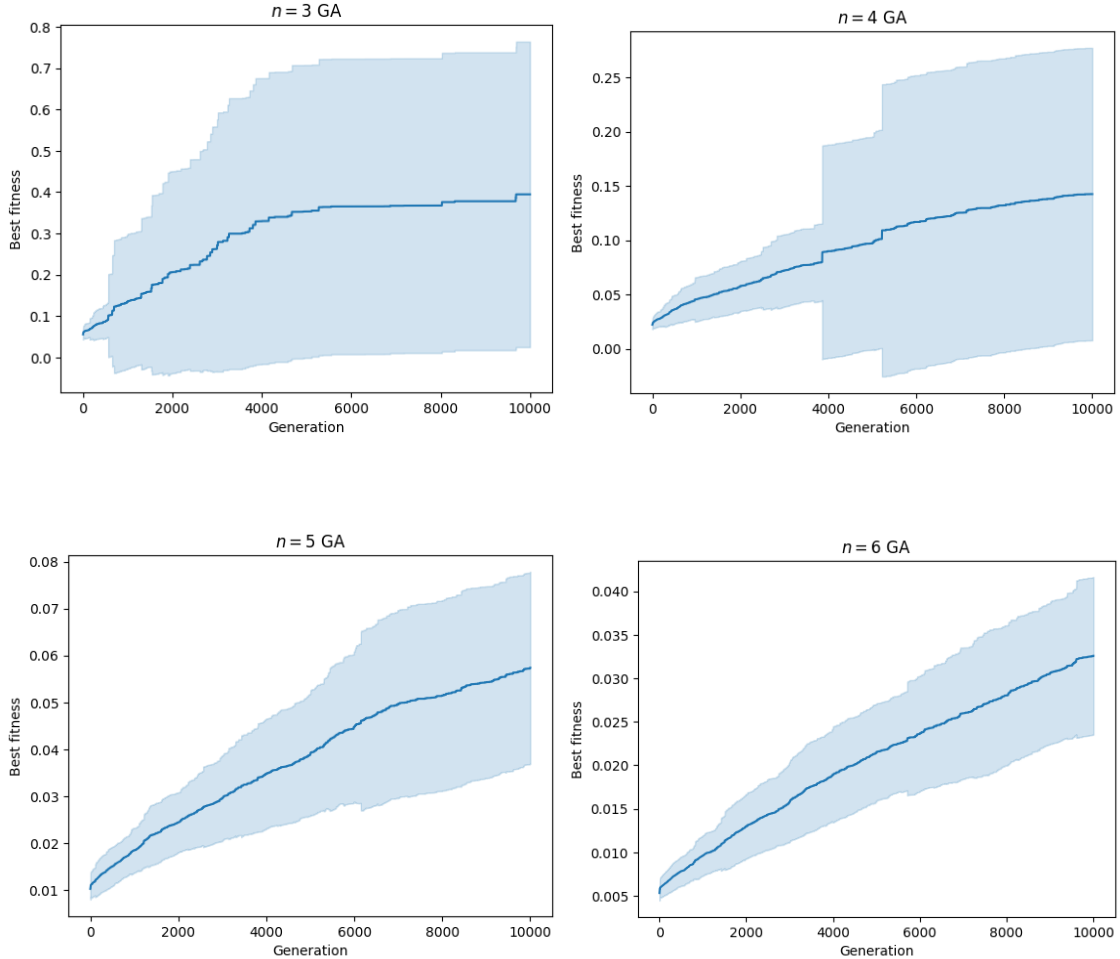 n = 3 GA
0.8
0.7
0.6
0.5
0.4
0.3
0.2
0.1
0.0
Best fitness
0 2000 4000 6000 8000 10000
Generation
n = 4 GA
0.25
0.20
0.15
0.10
0.05
0.00
Best fitness
0 2000 4000 6000 8000 10000
Generation
n = 5 GA
0.08
0.07
0.06
0.05
0.04
0.03
0.02
0.01
Best fitness
0 2000 4000 6000 8000 10000
Generation
n = 6 GA
0.040
0.035
0.030
0.025
0.020
0.015
0.010
0.005
Best fitness
0 2000 4000 6000 8000 10000
Generation